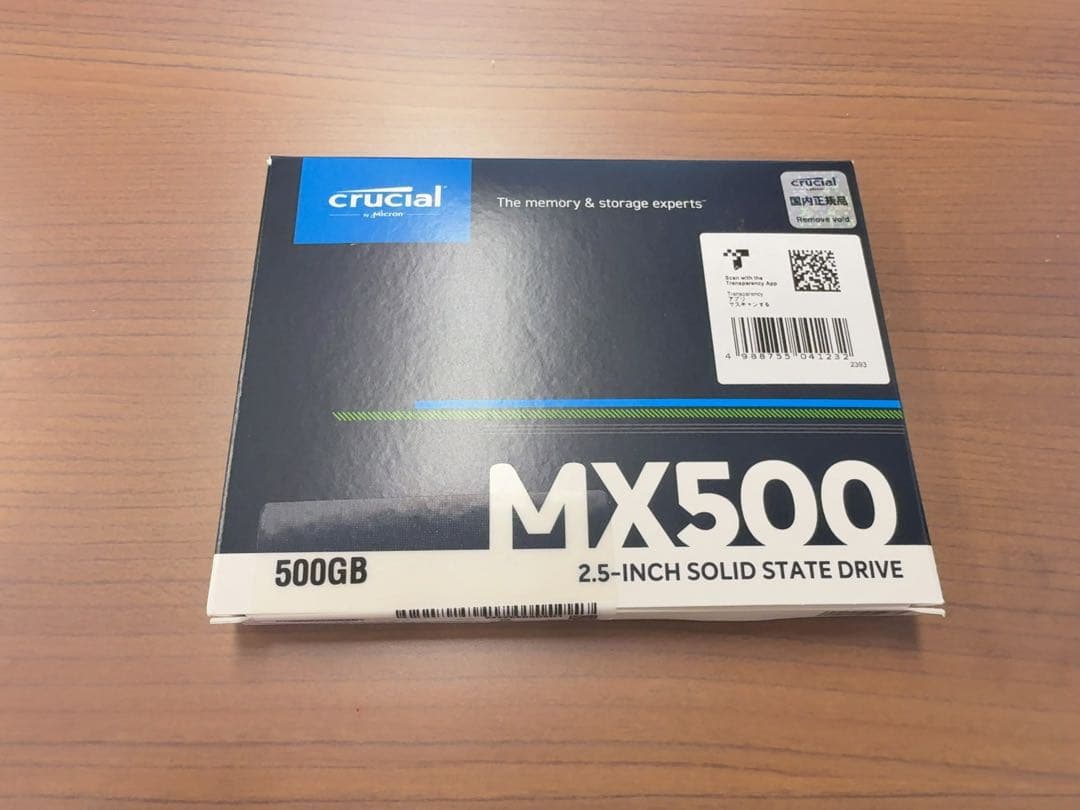 crucial™
by Micron
The memory & storage experts™
crucial
国内正規品
Remove void
Scan with the
Transparency App
Transparency
アプリ
でスキャンする
4 988755 041232
2393
MX500
500GB
2.5-INCH SOLID STATE DRIVE